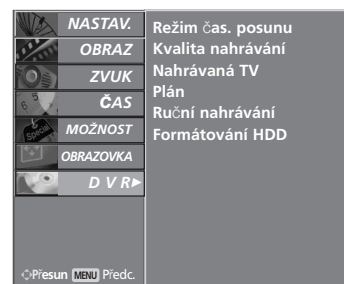 NASTAV.
OBRAZ
ZVUK
ČAS
MOŽNOST
OBRAZOVKA
D V R
Režim čas. posunu
Kvalita nahrávání
Nahrávaná TV
Plán
Ruční nahrávání
Formátování HDD
Přesun MENU Předc.